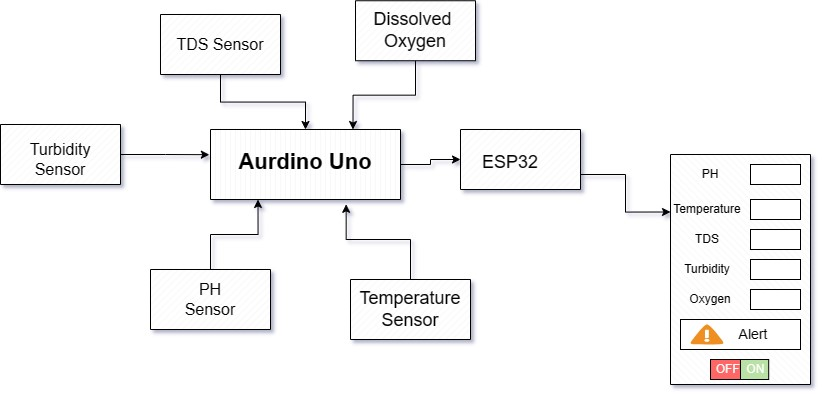 TDS Sensor
Dissolved
Oxygen
Turbidity
Sensor
Aurdino Uno
ESP32
PH
Sensor
Temperature
Sensor
PH
Temperature
TDS
Turbidity
Oxygen
Alert
OFF ON